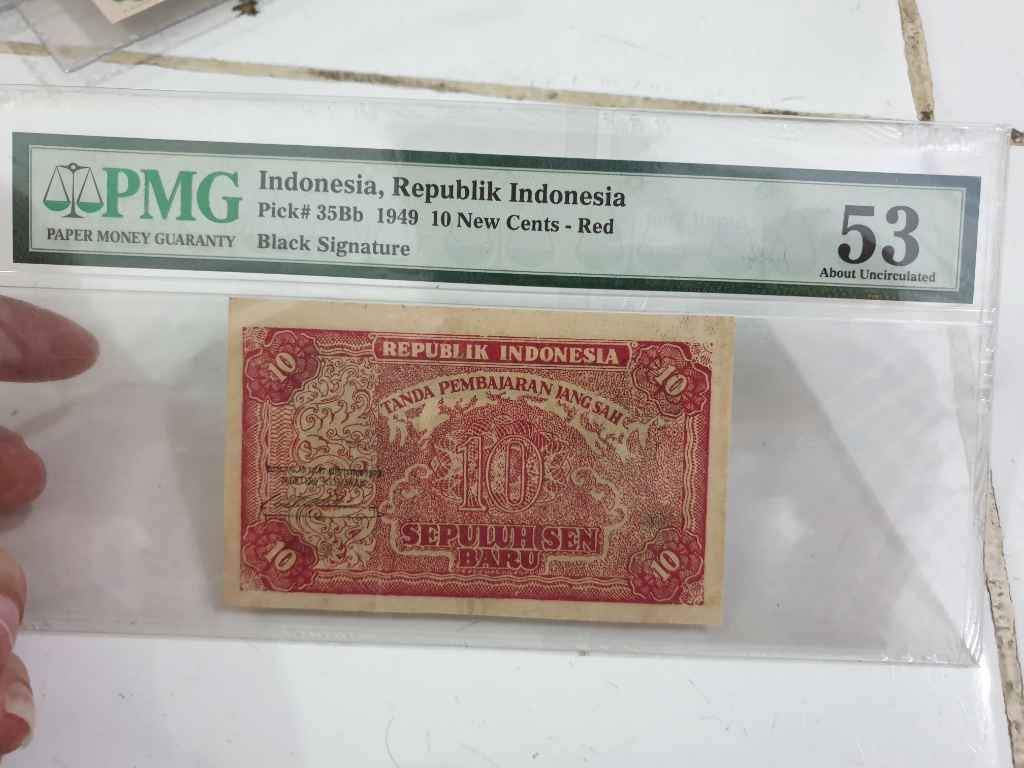 PMG
PAPER MONEY GUARANTY
Indonesia, Republik Indonesia
Pick# 35Bb 1949 10 New Cents - Red
Black Signature
53
About Uncirculated
10
REPUBLIK INDONESIA
10
TANDA PEMBAJARAN JANG SAH
10
SEPULUH SEN
BARU
10
10